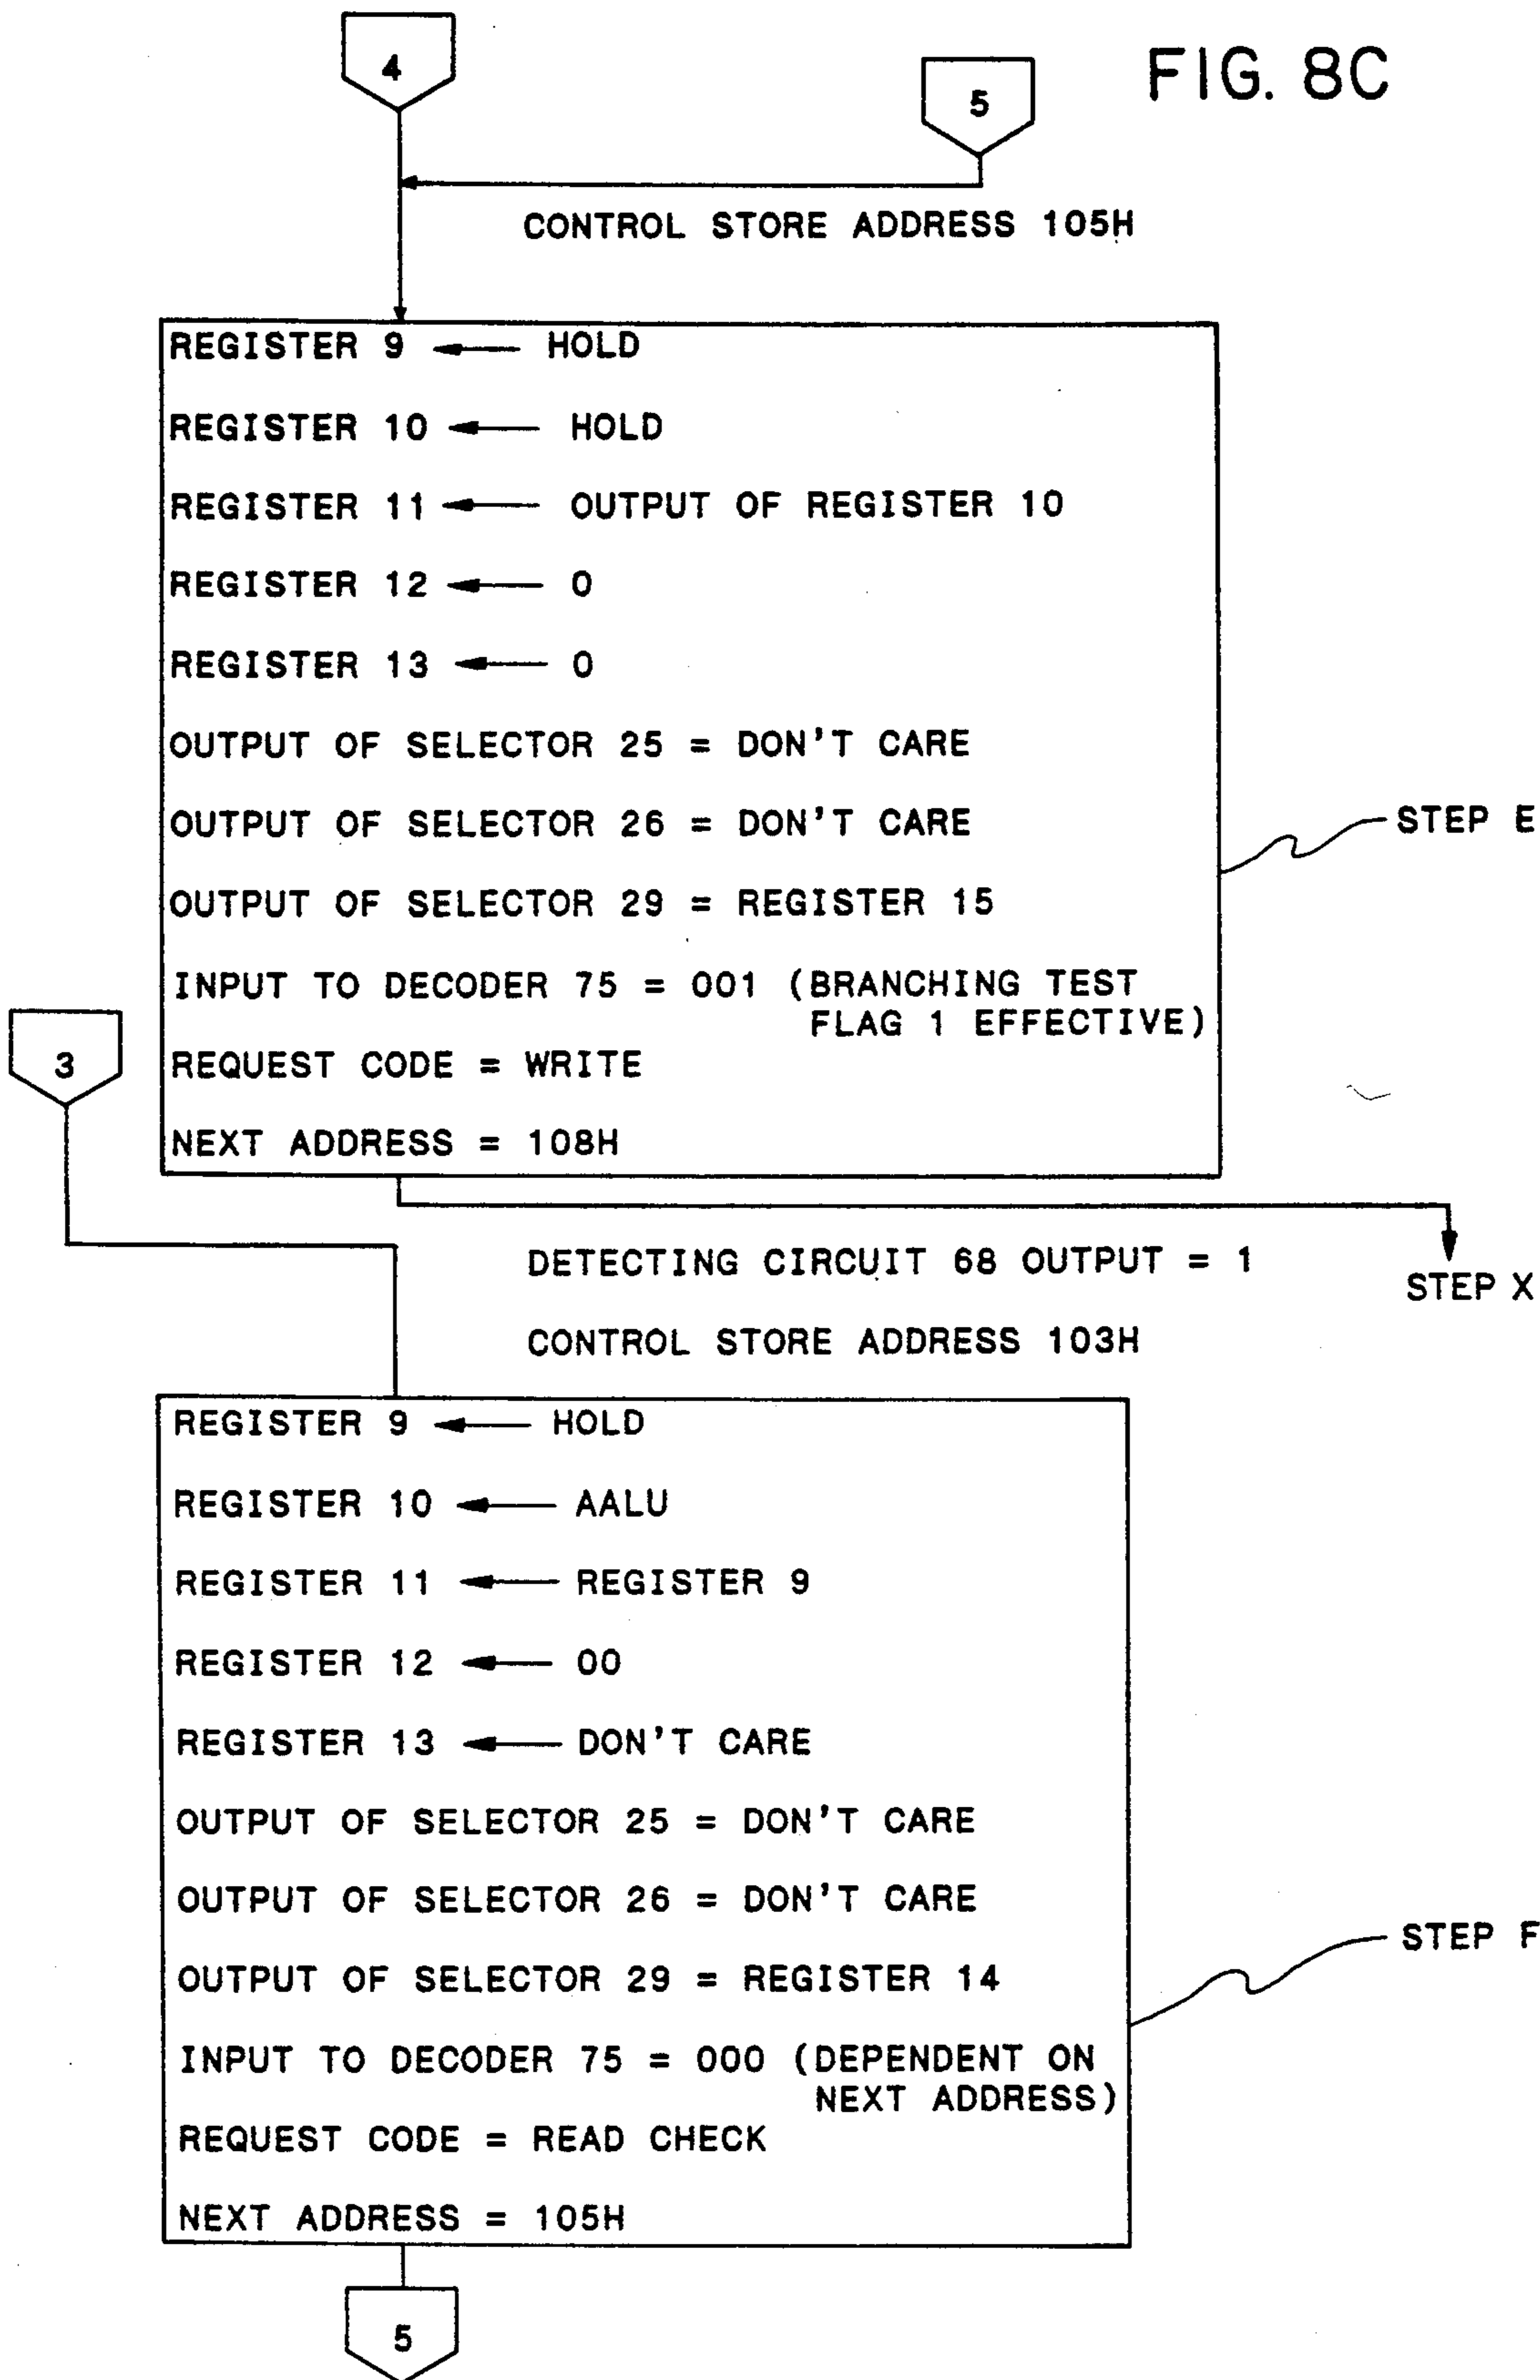 4
5
FIG. 8C
CONTROL STORE ADDRESS 105H
REGISTER 9 ← HOLD
REGISTER 10 ← HOLD
REGISTER 11 ← OUTPUT OF REGISTER 10
REGISTER 12 ← 0
REGISTER 13 ← 0
OUTPUT OF SELECTOR 25 = DON'T CARE
OUTPUT OF SELECTOR 26 = DON'T CARE
STEP E
OUTPUT OF SELECTOR 29 = REGISTER 15
INPUT TO DECODER 75 = 001 (BRANCHING TEST
FLAG 1 EFFECTIVE)
3
REQUEST CODE = WRITE
NEXT ADDRESS = 108H
DETECTING CIRCUIT 68 OUTPUT = 1
STEP X
CONTROL STORE ADDRESS 103H
REGISTER 9 ← HOLD
REGISTER 10 ← AALU
REGISTER 11 ← REGISTER 9
REGISTER 12 ← 00
REGISTER 13 ← DON'T CARE
OUTPUT OF SELECTOR 25 = DON'T CARE
OUTPUT OF SELECTOR 26 = DON'T CARE
STEP F
OUTPUT OF SELECTOR 29 = REGISTER 14
INPUT TO DECODER 75 = 000 (DEPENDENT ON
NEXT ADDRESS)
REQUEST CODE = READ CHECK
NEXT ADDRESS = 105H
5